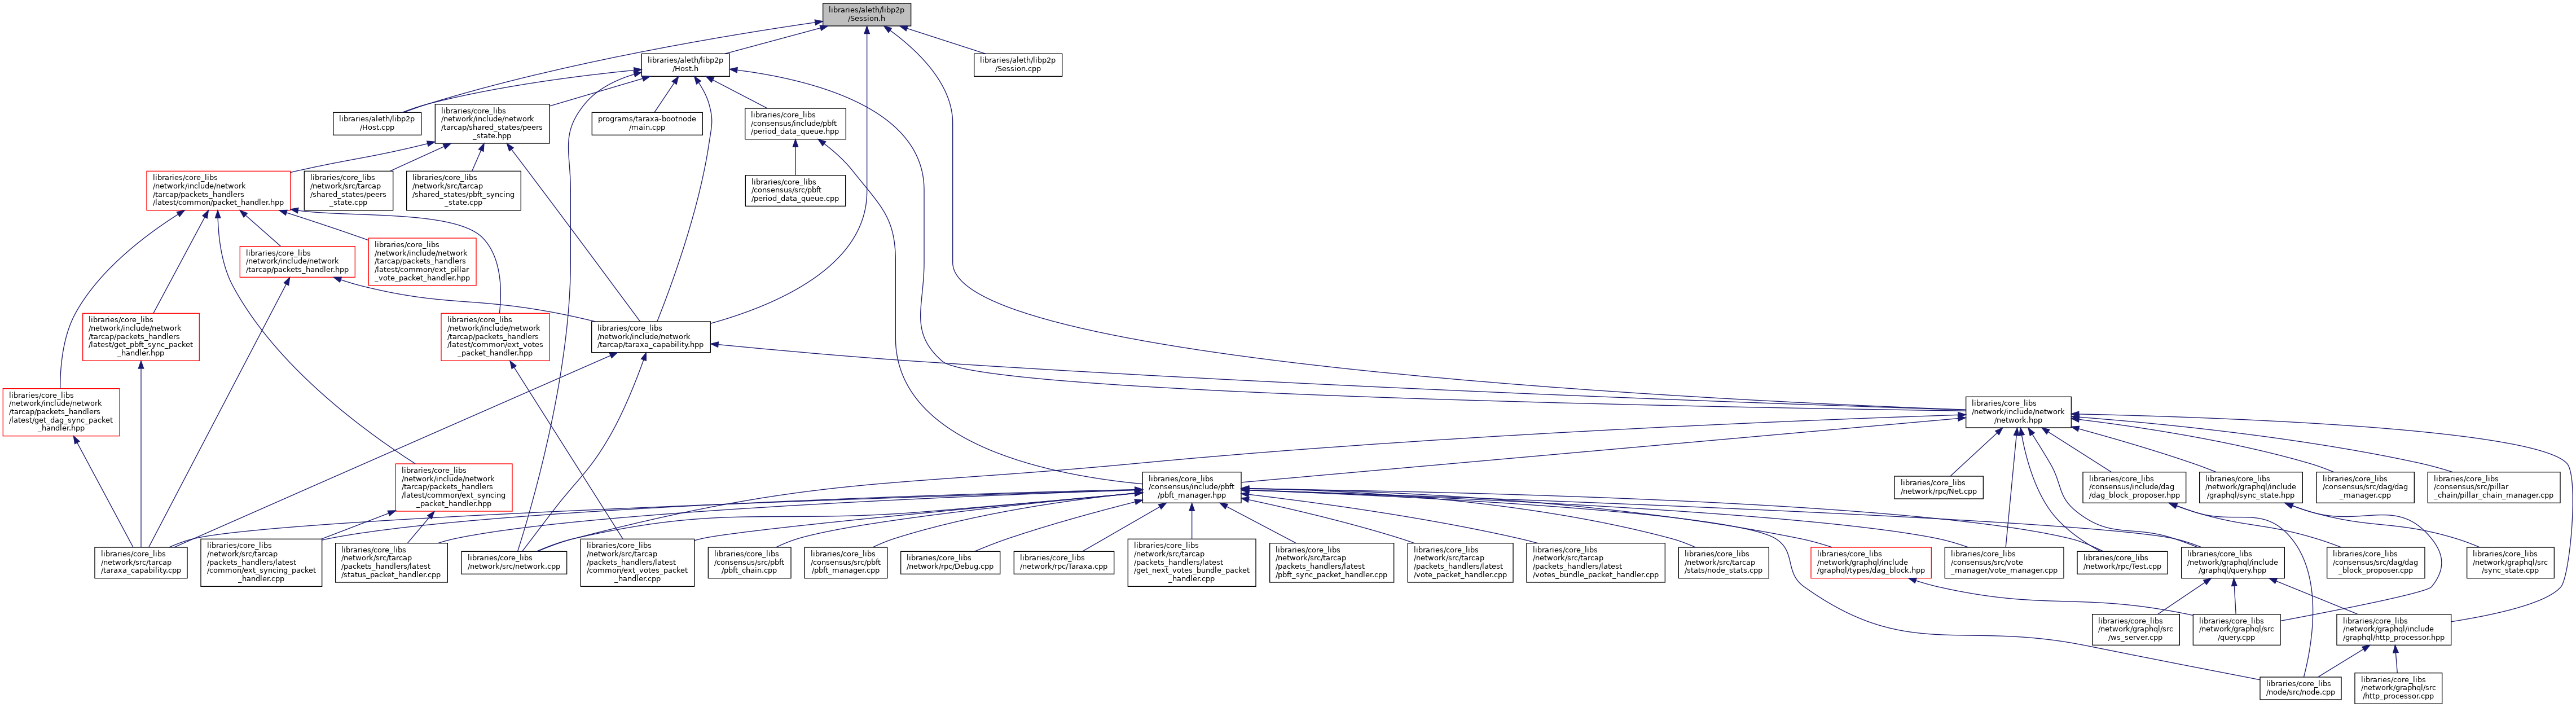 libraries/aleth/libp2p
/Session.h
libraries/aleth/libp2p
/Host.h
libraries/aleth/libp2p
/Session.cpp
libraries/aleth/libp2p
/Host.cpp
libraries/core_libs
/network/include/network
/tarcap/shared_states/peers
_state.hpp
programs/taraxa-bootnode
/main.cpp
libraries/core_libs
/consensus/include/pbft
/period_data_queue.hpp
libraries/core_libs
/network/include/network
/tarcap/packets_handlers
/latest/common/packet_handler.hpp
libraries/core_libs
/network/src/tarcap
/shared_states/peers
_state.cpp
libraries/core_libs
/network/src/tarcap
/shared_states/pbft_syncing
_state.cpp
libraries/core_libs
/consensus/src/pbft
/period_data_queue.cpp
libraries/core_libs
/network/include/network
/tarcap/packets_handler.hpp
libraries/core_libs
/network/include/network
/tarcap/packets_handlers
/latest/common/ext_pillar
_vote_packet_handler.hpp
libraries/core_libs
/network/include/network
/tarcap/packets_handlers
/latest/get_pbft_sync_packet
_handler.hpp
libraries/core_libs
/network/include/network
/tarcap/packets_handlers
/latest/common/ext_votes
_packet_handler.hpp
libraries/core_libs
/network/include/network
/tarcap/taraxa_capability.hpp
libraries/core_libs
/network/include/network
/tarcap/packets_handlers
/latest/get_dag_sync_packet
_handler.hpp
libraries/core_libs
/network/include/network
/network.hpp
libraries/core_libs
/network/include/network
/tarcap/packets_handlers
/latest/common/ext_syncing
_packet_handler.hpp
libraries/core_libs
/consensus/include/pbft
/pbft_manager.hpp
libraries/core_libs
/network/rpc/Net.cpp
libraries/core_libs
/consensus/include/dag
/dag_block_proposer.hpp
libraries/core_libs
/network/graphql/include
/graphql/sync_state.hpp
libraries/core_libs
/consensus/src/dag/dag
_manager.cpp
libraries/core_libs
/consensus/src/pillar
_chain/pillar_chain_manager.cpp
libraries/core_libs
/network/src/tarcap
/taraxa_capability.cpp
libraries/core_libs
/network/src/tarcap
/packets_handlers/latest
/common/ext_syncing_packet
_handler.cpp
libraries/core_libs
/network/src/tarcap
/packets_handlers/latest
/status_packet_handler.cpp
libraries/core_libs
/network/src/network.cpp
libraries/core_libs
/network/src/tarcap
/packets_handlers/latest
/common/ext_votes_packet
_handler.cpp
libraries/core_libs
/consensus/src/pbft
/pbft_chain.cpp
libraries/core_libs
/consensus/src/pbft
/pbft_manager.cpp
libraries/core_libs
/network/rpc/Debug.cpp
libraries/core_libs
/network/rpc/Taraxa.cpp
libraries/core_libs
/network/src/tarcap
/packets_handlers/latest
/get_next_votes_bundle_packet
_handler.cpp
libraries/core_libs
/network/src/tarcap
/packets_handlers/latest
/pbft_sync_packet_handler.cpp
libraries/core_libs
/network/src/tarcap
/packets_handlers/latest
/vote_packet_handler.cpp
libraries/core_libs
/network/src/tarcap
/packets_handlers/latest
/votes_bundle_packet_handler.cpp
libraries/core_libs
/network/src/tarcap
/stats/node_stats.cpp
libraries/core_libs
/network/graphql/include
/graphql/types/dag_block.hpp
libraries/core_libs
/consensus/src/vote
_manager/vote_manager.cpp
libraries/core_libs
/network/rpc/Test.cpp
libraries/core_libs
/network/graphql/include
/graphql/query.hpp
libraries/core_libs
/consensus/src/dag/dag
_block_proposer.cpp
libraries/core_libs
/network/graphql/src
/sync_state.cpp
libraries/core_libs
/network/graphql/src
/ws_server.cpp
libraries/core_libs
/network/graphql/src
/query.cpp
libraries/core_libs
/network/graphql/include
/graphql/http_processor.hpp
libraries/core_libs
/node/src/node.cpp
libraries/core_libs
/network/graphql/src
/http_processor.cpp